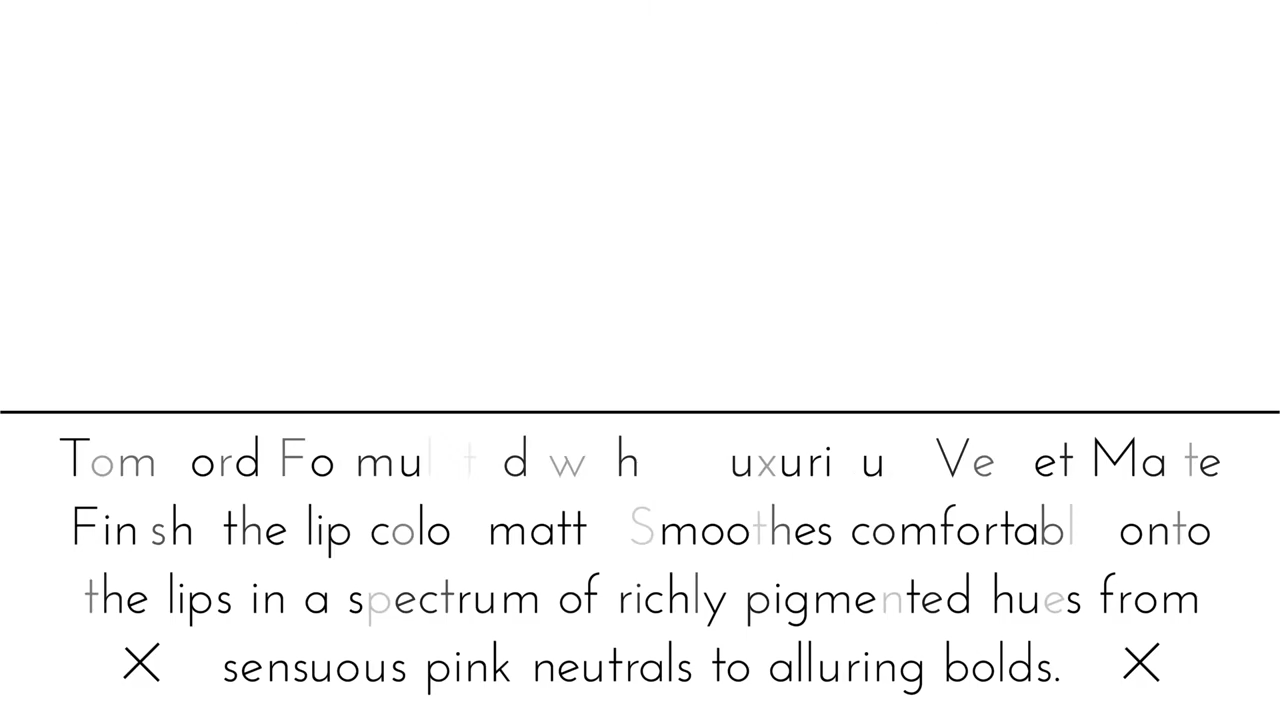 Tom ord Fo mul t d w h uxuri u Ve et Ma te
Fin sh the lip colo matt Smoothes comfortabl onto
the lips in a spectrum of richly pigmented hues from
sensuous pink neutrals to alluring bolds.